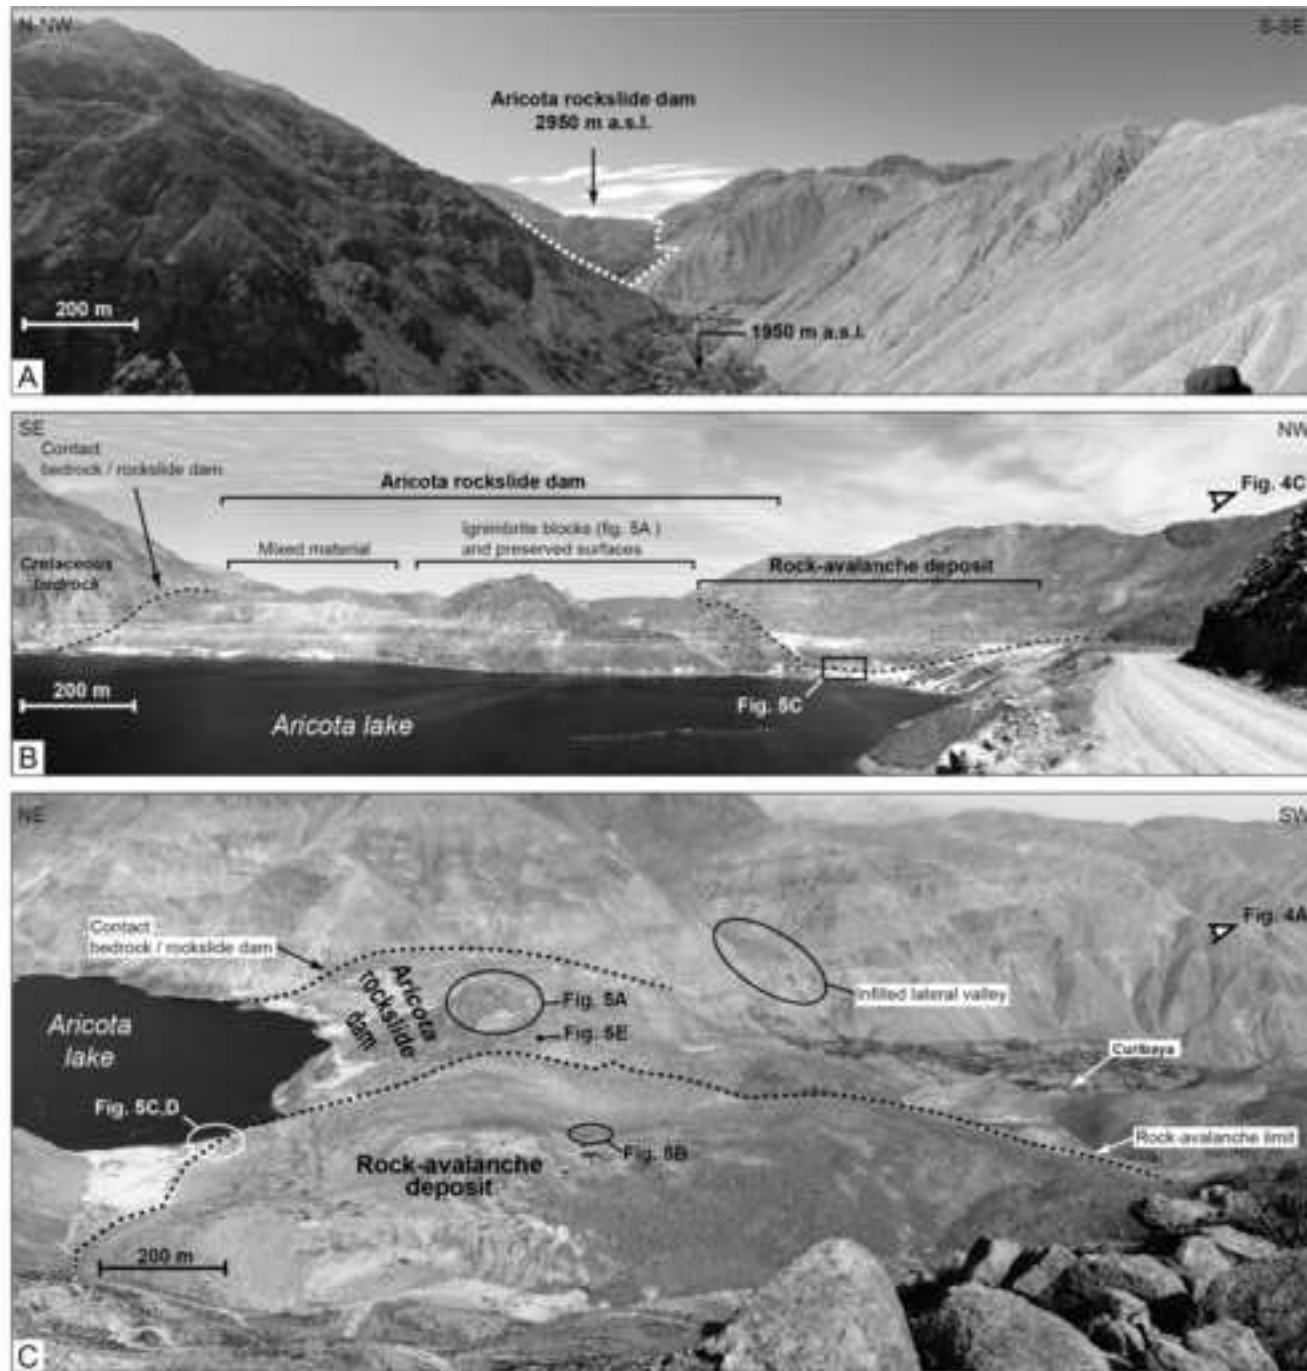 N-NW
S-SE
Aricota rockslide dam
2950 m a.s.l.
200 m
1950 m a.s.l.
A
SE
NW
Contact
bedrock / rockslide dam
Aricota rockslide dam
Fig. 4C
Mixed material
Ignimbrite blocks (fig. 5A )
and preserved surfaces
Cretaceous
bedrock
Rock-avalanche deposit
200 m
Fig. 5C
Aricota lake
B
NE
SW
Contact
bedrock / rockslide dam
Fig. 4A
Aricota
rockslide
dam
Fig. 5A
Infilled lateral valley
Aricota
lake
Fig. 5E
Curibaya
Fig. 5C,D
Fig. 5B
Rock-avalanche limit
Rock-avalanche
deposit
200 m
C